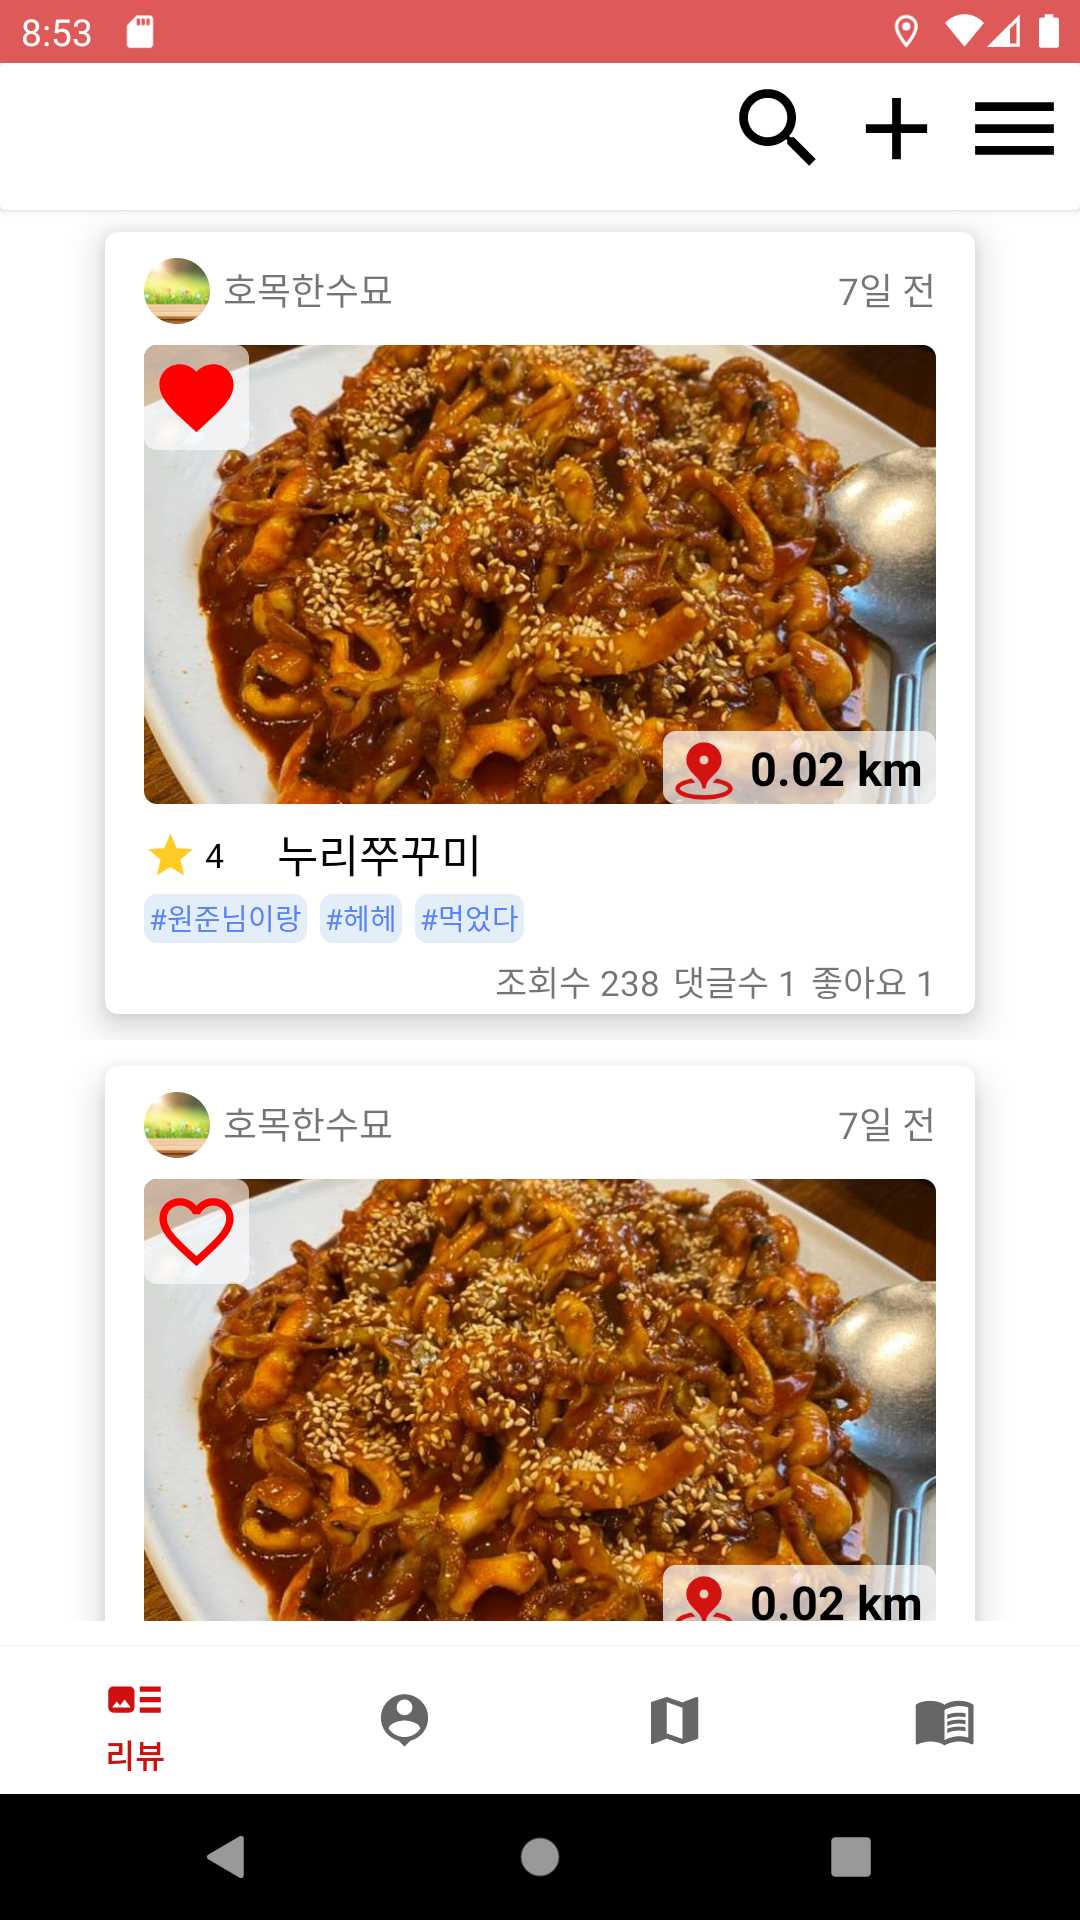 8:53
호목한수묘 7일 전
0.02 km
4 누리쭈꾸미
#원준님이랑 #헤헤 #먹었다
조회수 238 댓글수 1 좋아요 1
호목한수묘 7일 전
0.02 km
리뷰